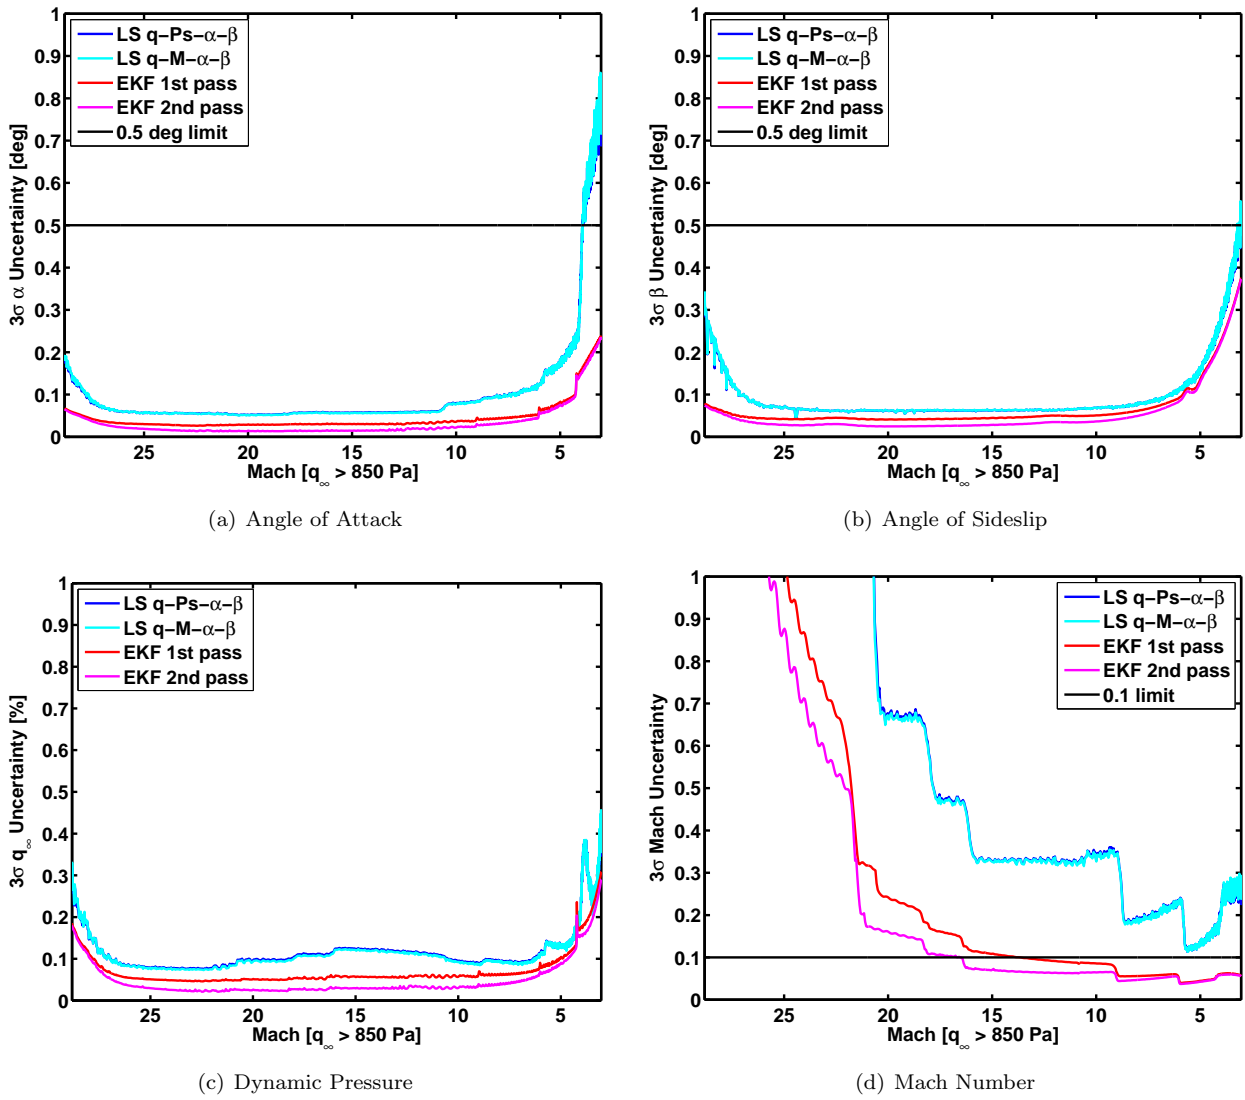 1
0.9
0.8
0.7
0.6
0.5
0.4
0.3
0.2
0.1
0
3σ α Uncertainty [deg]
LS q−Ps−α−β
LS q−M−α−β
EKF 1st pass
EKF 2nd pass
0.5 deg limit
25 20 15 10 5
Mach [q∞ > 850 Pa]
(a) Angle of Attack
1
0.9
0.8
0.7
0.6
0.5
0.4
0.3
0.2
0.1
0
3σ β Uncertainty [deg]
LS q−Ps−α−β
LS q−M−α−β
EKF 1st pass
EKF 2nd pass
0.5 deg limit
25 20 15 10 5
Mach [q∞ > 850 Pa]
(b) Angle of Sideslip
1
0.9
0.8
0.7
0.6
0.5
0.4
0.3
0.2
0.1
0
3σ q∞ Uncertainty [%]
LS q−Ps−α−β
LS q−M−α−β
EKF 1st pass
EKF 2nd pass
25 20 15 10 5
Mach [q∞ > 850 Pa]
(c) Dynamic Pressure
1
0.9
0.8
0.7
0.6
0.5
0.4
0.3
0.2
0.1
0
3σ Mach Uncertainty
LS q−Ps−α−β
LS q−M−α−β
EKF 1st pass
EKF 2nd pass
0.1 limit
25 20 15 10 5
Mach [q∞ > 850 Pa]
(d) Mach Number